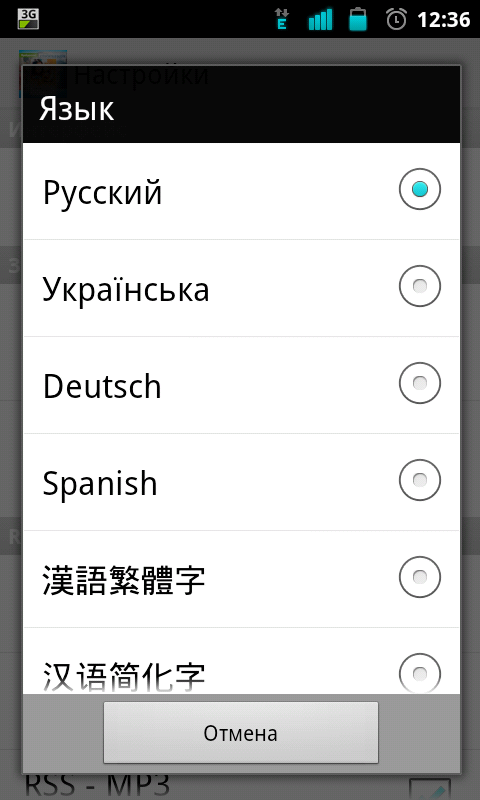 3G
E
12:36
Настройки
Язык
Русский
Українська
Deutsch
Spanish
漢語繁體字
汉语简化字
Отмена
RSS - MP3